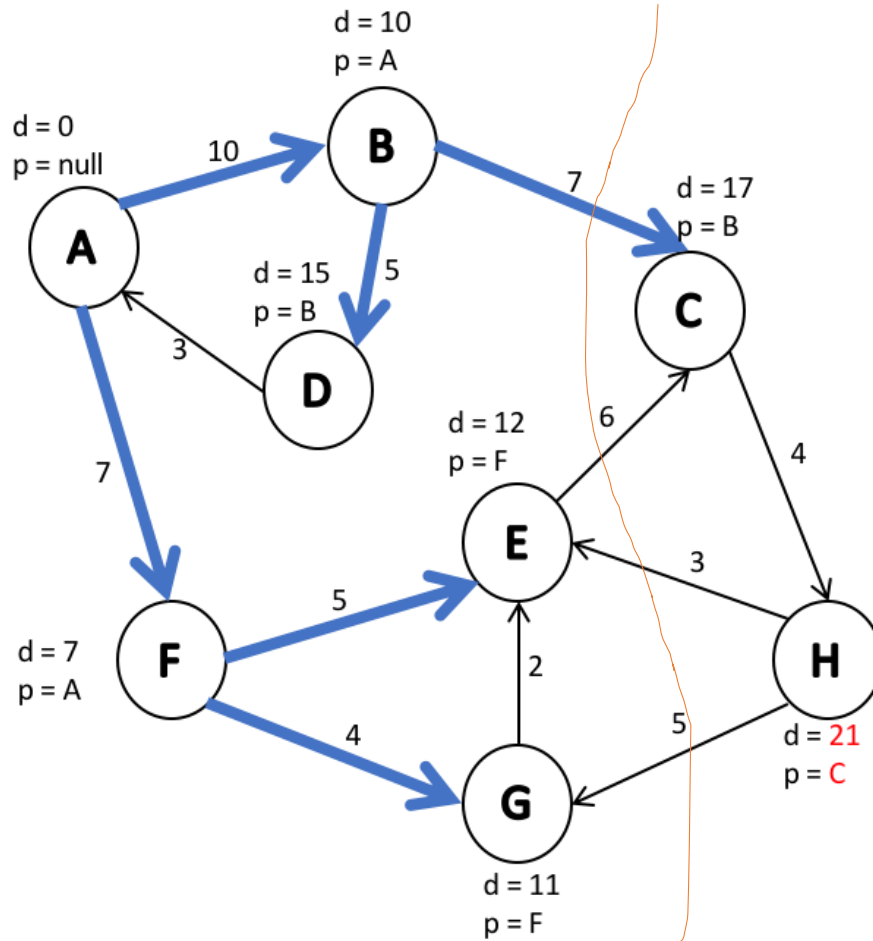 d = 10
p = A
B
d = 0
p = null
10
7
d = 17
p = B
A
d = 15
p = B
5
C
3
D
6
d = 12
p = F
4
7
E
3
5
F
d = 7
p = A
2
H
4
5
d = 21
p = C
G
d = 11
p = F